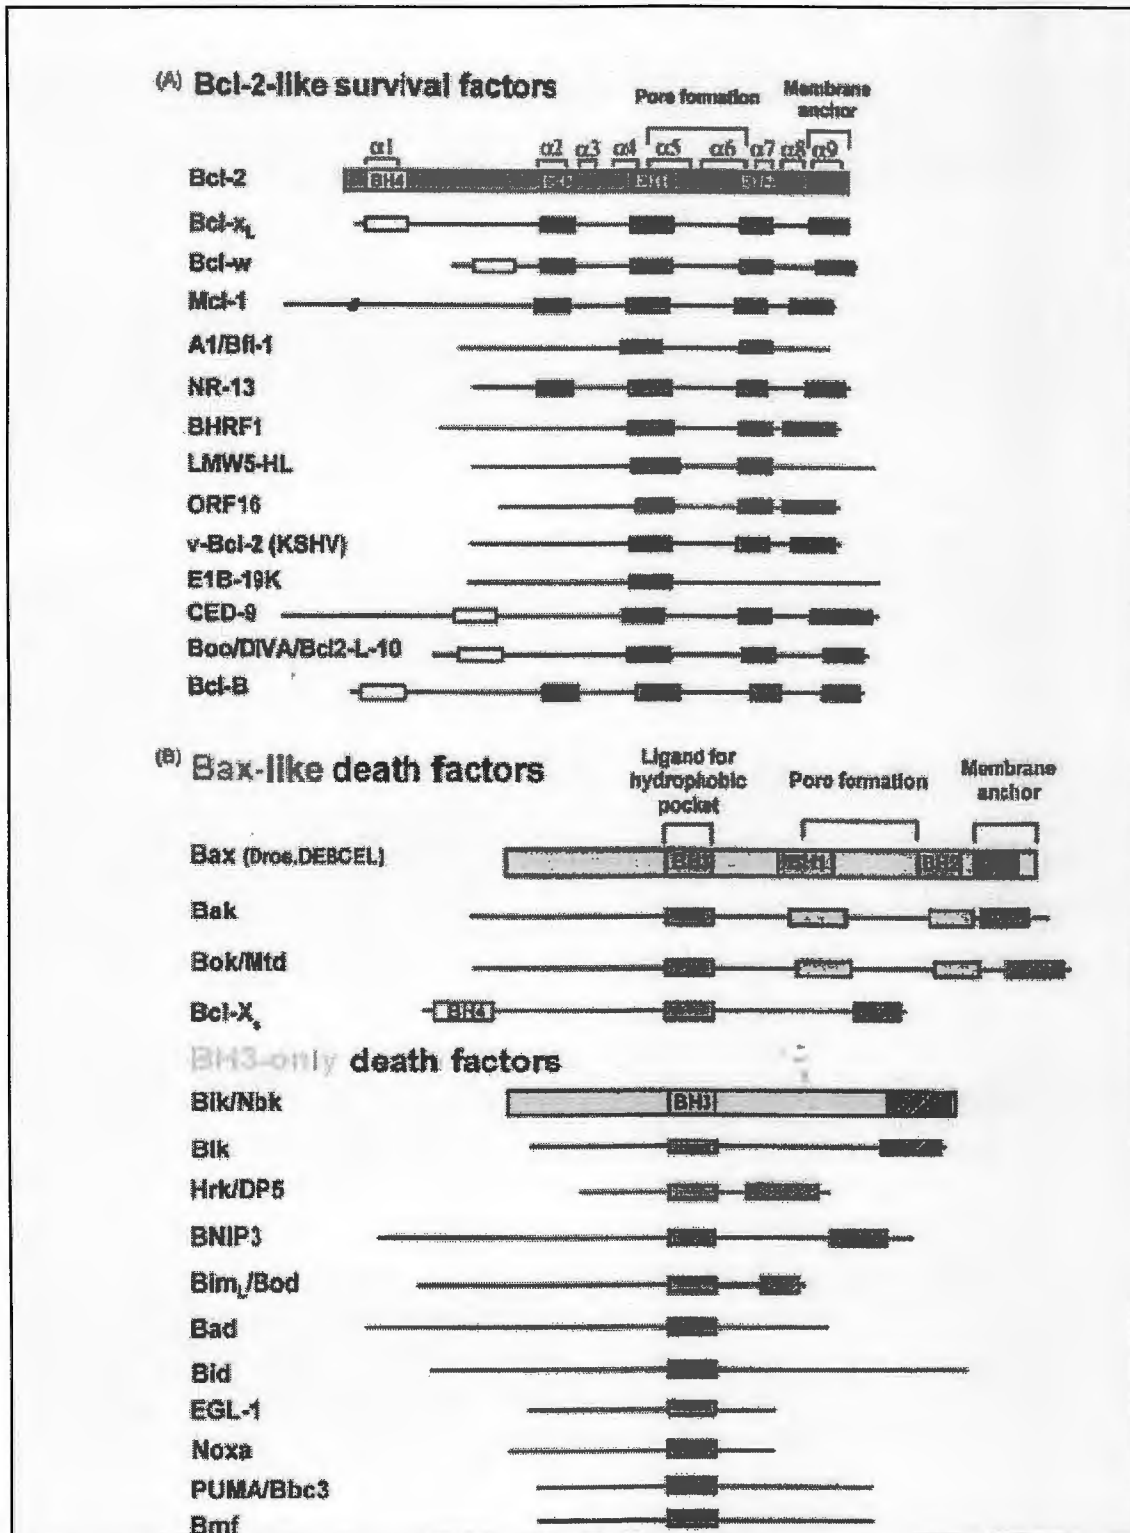 (A) Bcl-2-like survival factors
Pore formation
Membrane
anchor
α1 α2 α3 α4 α5 α6 α7 α8 α9
Bcl-2 BH4
Bcl-xL
Bcl-w
Mcl-1
A1/Bfl-1
NR-13
BHRF1
LMW5-HL
ORF16
v-Bcl-2 (KSHV)
E1B-19K
CED-9
Boo/DIVA/Bcl2-L-10
Bcl-B
(B) Bax-like death factors
Ligand for
hydrophobic
pocket
Pore formation
Membrane
anchor
Bax (Dros.DEBCEL) BH3 BH1 BH2
Bak
Bok/Mtd
Bcl-Xs BH4
BH3-only death factors
Bik/Nbk BH3
Blk
Hrk/DP5
BNIP3
BimL/Bod
Bad
Bid
EGL-1
Noxa
PUMA/Bbc3
Bmf